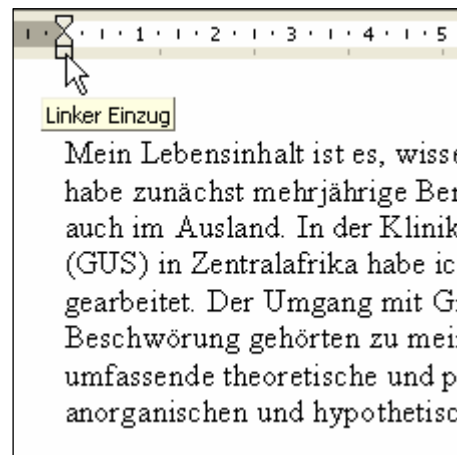 1 · 2 · 3 · 4 · 5
Linker Einzug
Mein Lebensinhalt ist es,
habe zunächst mehrjährige
auch im Ausland. In der Klinik
(GUS) in Zentralafrika habe
gearbeitet. Der Umgang mit
Beschwörung gehörten zu
umfassende theoretische und
anorganischen und